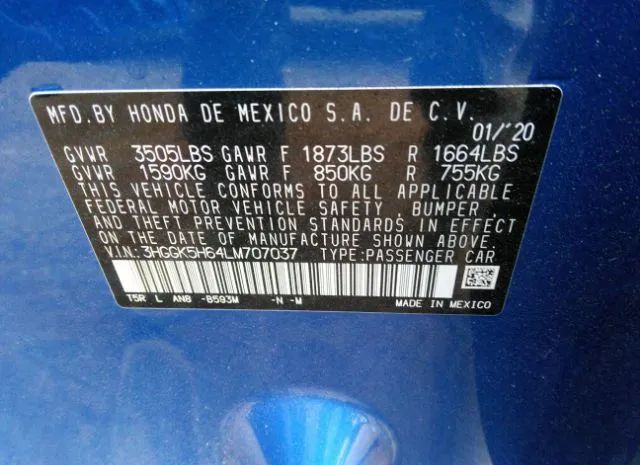 MFD.BY HONDA DE MEXICO S.A. DE C.V.
01/'20
GVWR 3505LBS GAWR F 1873LBS R 1664LBS
GVWR 1590KG GAWR F 850KG R 755KG
THIS VEHICLE CONFORMS TO ALL APPLICABLE
FEDERAL MOTOR VEHICLE SAFETY , BUMPER ,
AND THEFT PREVENTION STANDARDS IN EFFECT
ON THE DATE OF MANUFACTURE SHOWN ABOVE.
V.I.N: 3HGGK5H64LM707037 TYPE:PASSENGER CAR
T5R L AN8 -B593M -N -M MADE IN MEXICO